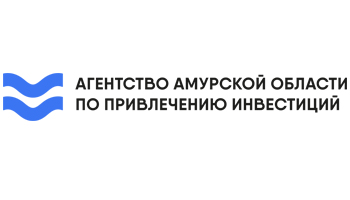 АГЕНТСТВО АМУРСКОЙ ОБЛАСТИ
ПО ПРИВЛЕЧЕНИЮ ИНВЕСТИЦИЙ